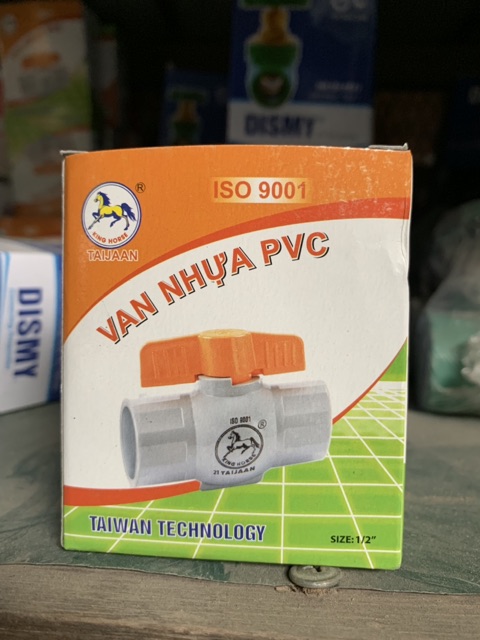 DISMY
ISO 9001
®
KING HORSE
TAIJAAN
VAN NHỰA PVC
DISMY
ISO 9001
®
KING HORSE
21 TAIJAAN
TAIWAN TECHNOLOGY
SIZE: 1/2"